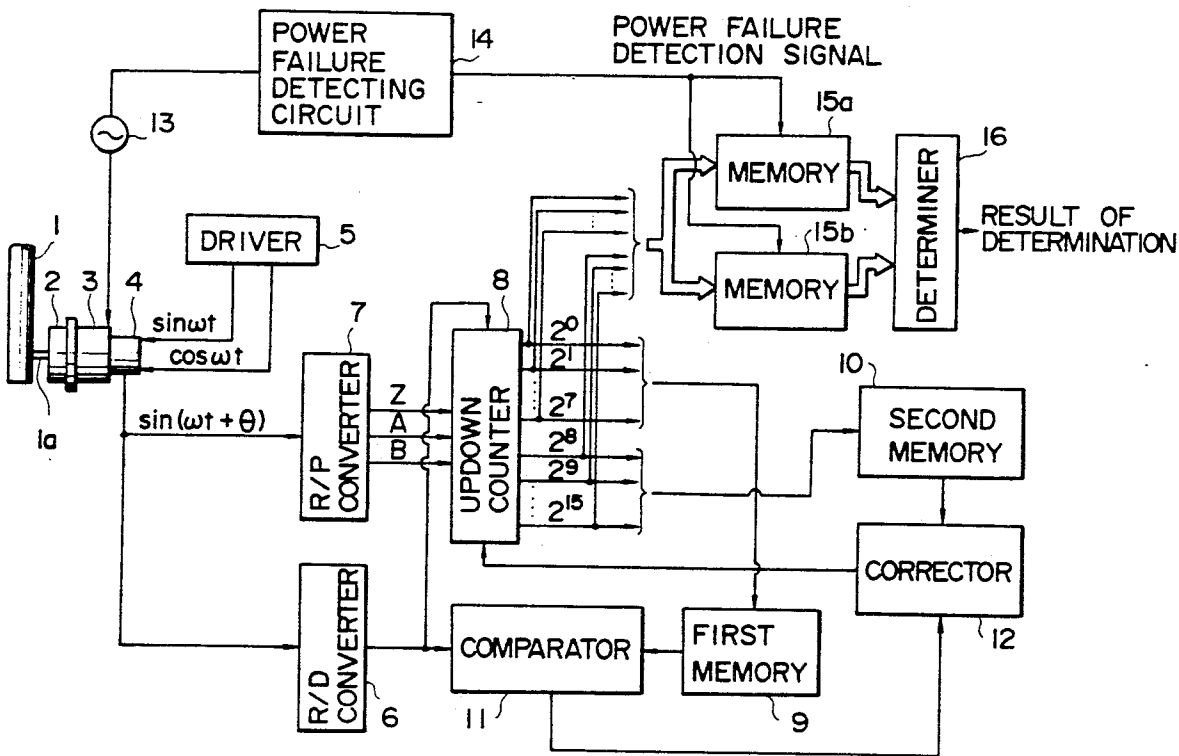 POWER
FAILURE
DETECTING
CIRCUIT
14
POWER FAILURE
DETECTION SIGNAL
13
15a
MEMORY
16
DETERMINER
RESULT OF
DETERMINATION
15b
MEMORY
1
2
3
4
1a
DRIVER
5
sinωt
cosωt
sin(ωt+θ)
7
R/P
CONVERTER
Z
A
B
8
UPDOWN
COUNTER
2⁰
2¹
2⁷
2⁸
2⁹
2¹⁵
10
SECOND
MEMORY
CORRECTOR
12
R/D
CONVERTER
6
COMPARATOR
11
FIRST
MEMORY
9